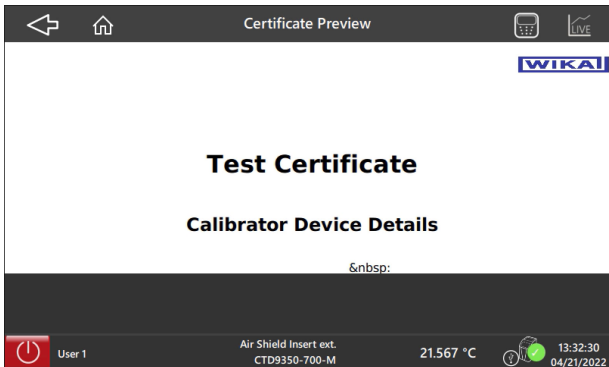 Certificate Preview
LIVE
WIKAI
Test Certificate
Calibrator Device Details
&nbsp:
User 1
Air Shield Insert ext.
CTD9350-700-M
21.567 °C
13:32:30
04/21/2022